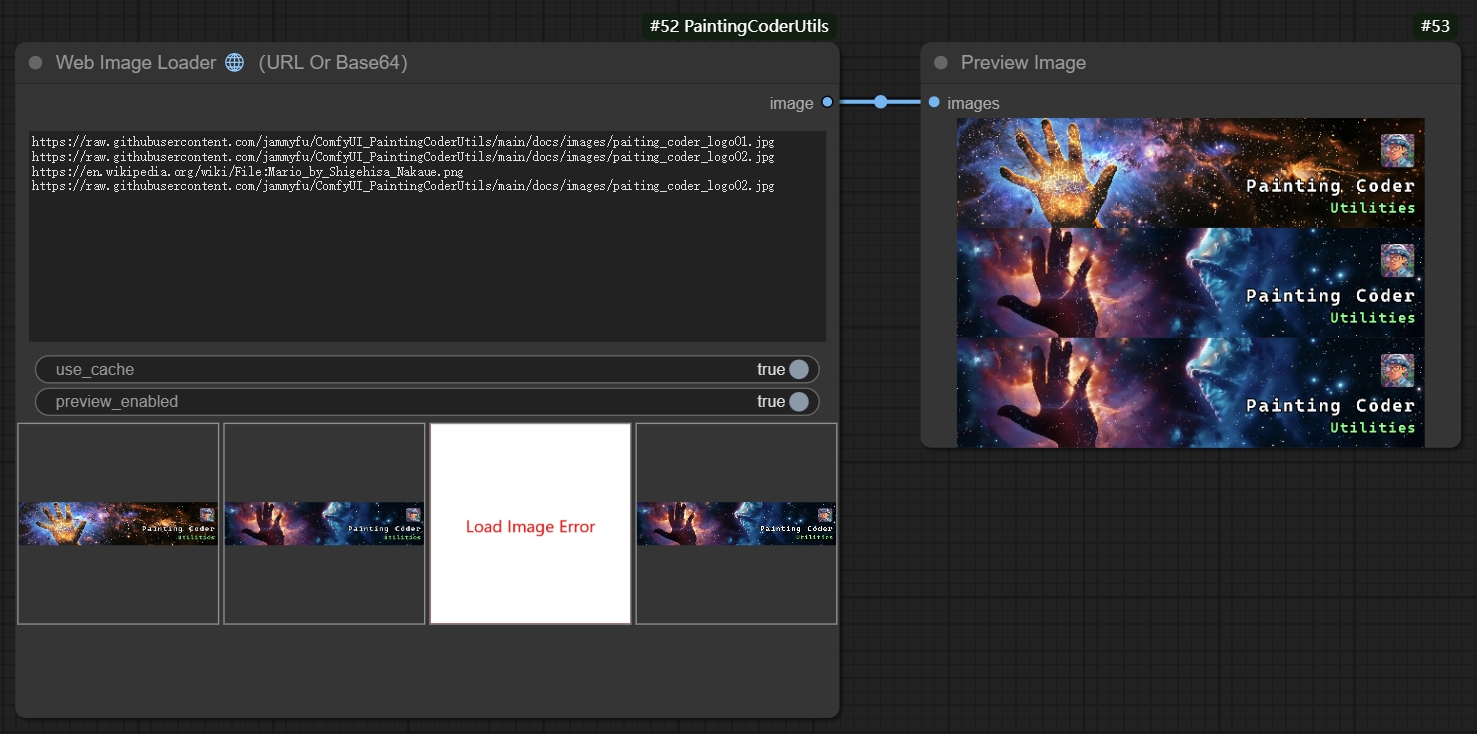 #52 PaintingCoderUtils
#53
Web Image Loader (URL Or Base64)
Preview Image
image
images
https://raw.githubusercontent.com/jammyfu/ComfyUI_PaintingCoderUtils/main/docs/images/paiting_coder_logo01.jpg
https://raw.githubusercontent.com/jammyfu/ComfyUI_PaintingCoderUtils/main/docs/images/paiting_coder_logo02.jpg
https://en.wikipedia.org/wiki/File:Mario_by_Shigehisa_Nakaue.png
https://raw.githubusercontent.com/jammyfu/ComfyUI_PaintingCoderUtils/main/docs/images/paiting_coder_logo02.jpg
Painting Coder
Utilities
Painting Coder
Utilities
Painting Coder
Utilities
use_cache true
preview_enabled true
Painting Coder
Utilities
Painting Coder
Utilities
Load Image Error
Painting Coder
Utilities